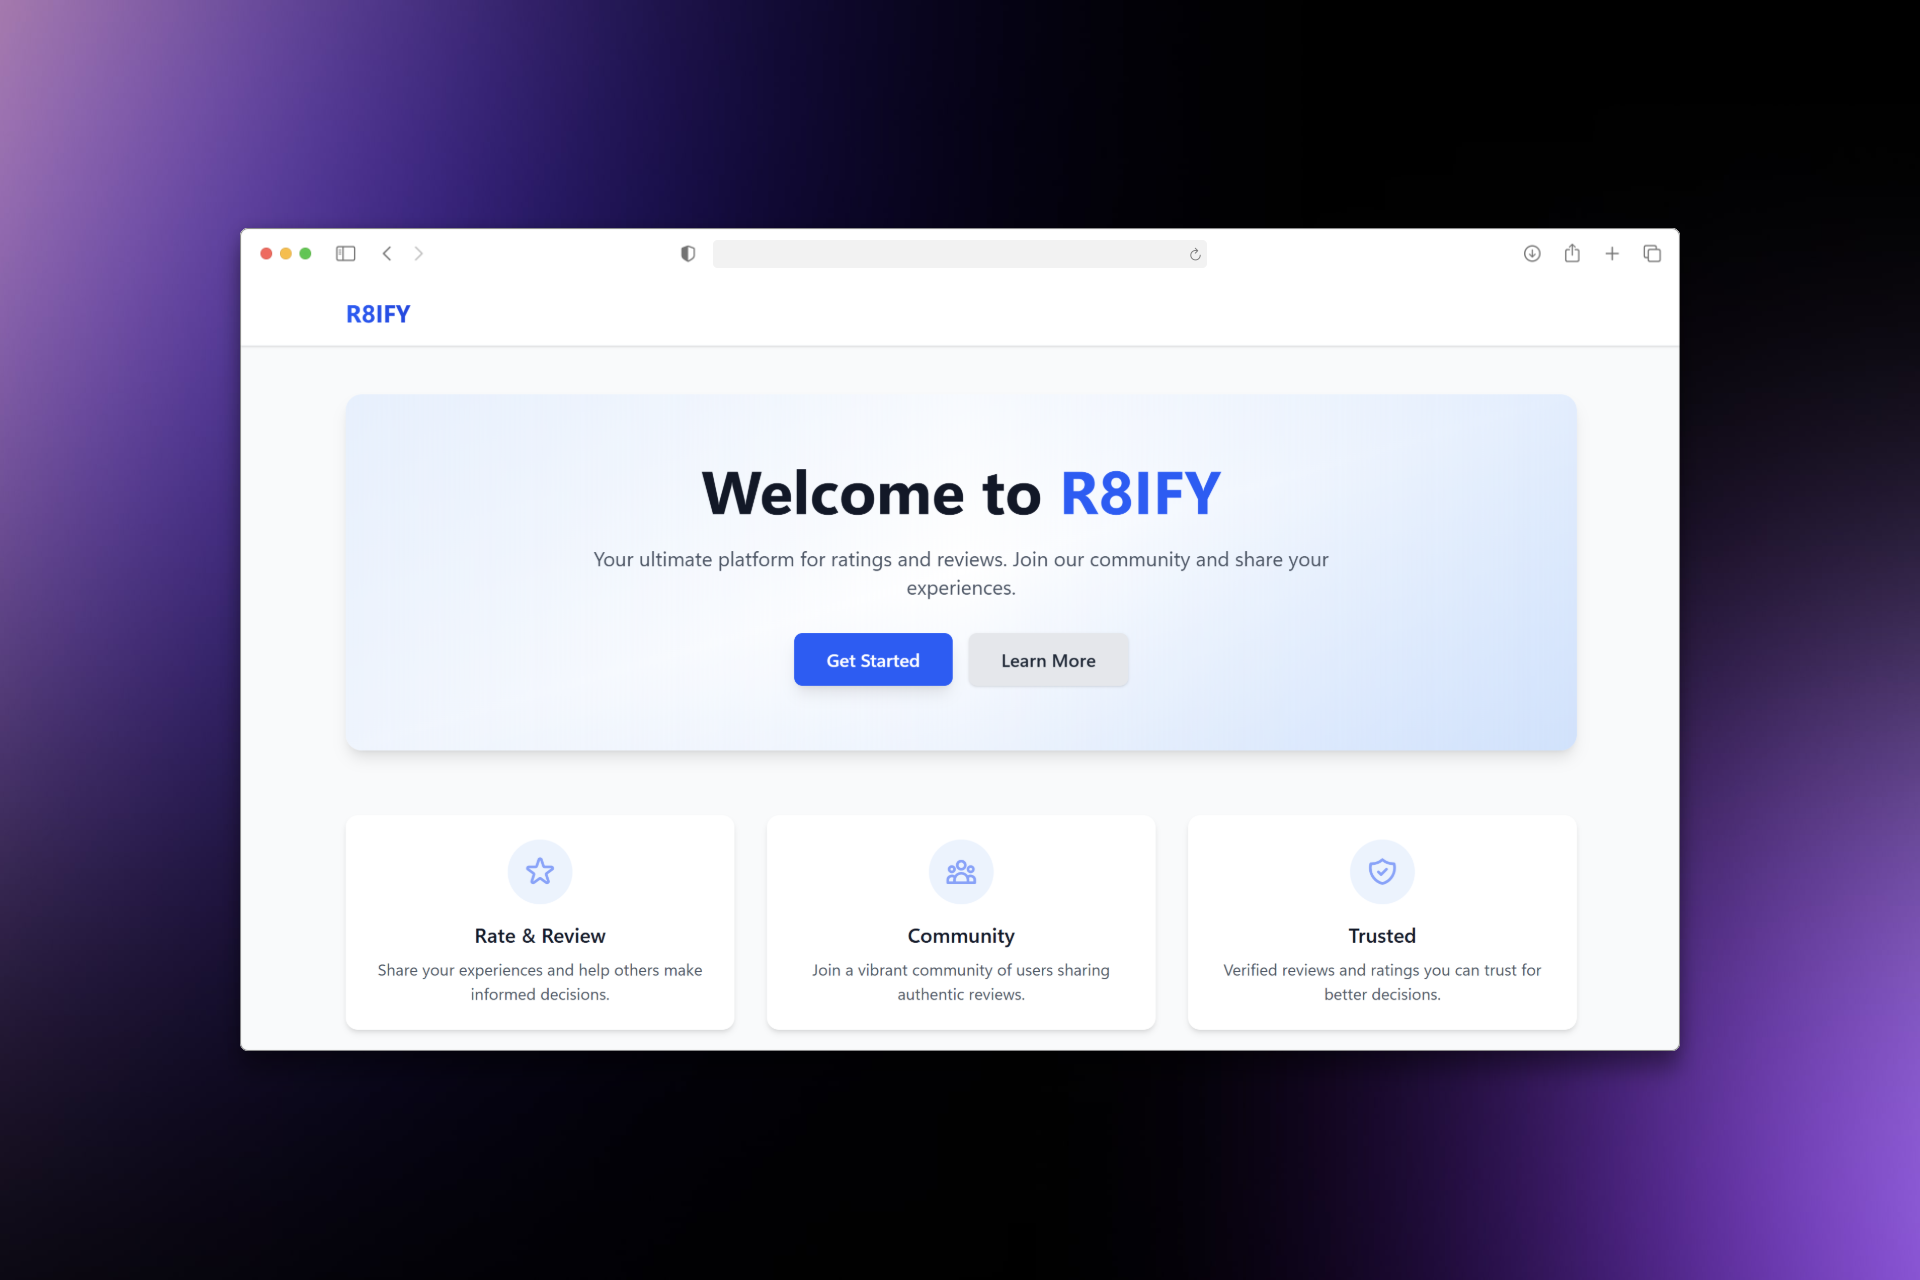 R8IFY
Welcome to R8IFY
Your ultimate platform for ratings and reviews. Join our community and share your
experiences.
Get Started
Learn More
Rate & Review
Share your experiences and help others make
informed decisions.
Community
Join a vibrant community of users sharing
authentic reviews.
Trusted
Verified reviews and ratings you can trust for
better decisions.